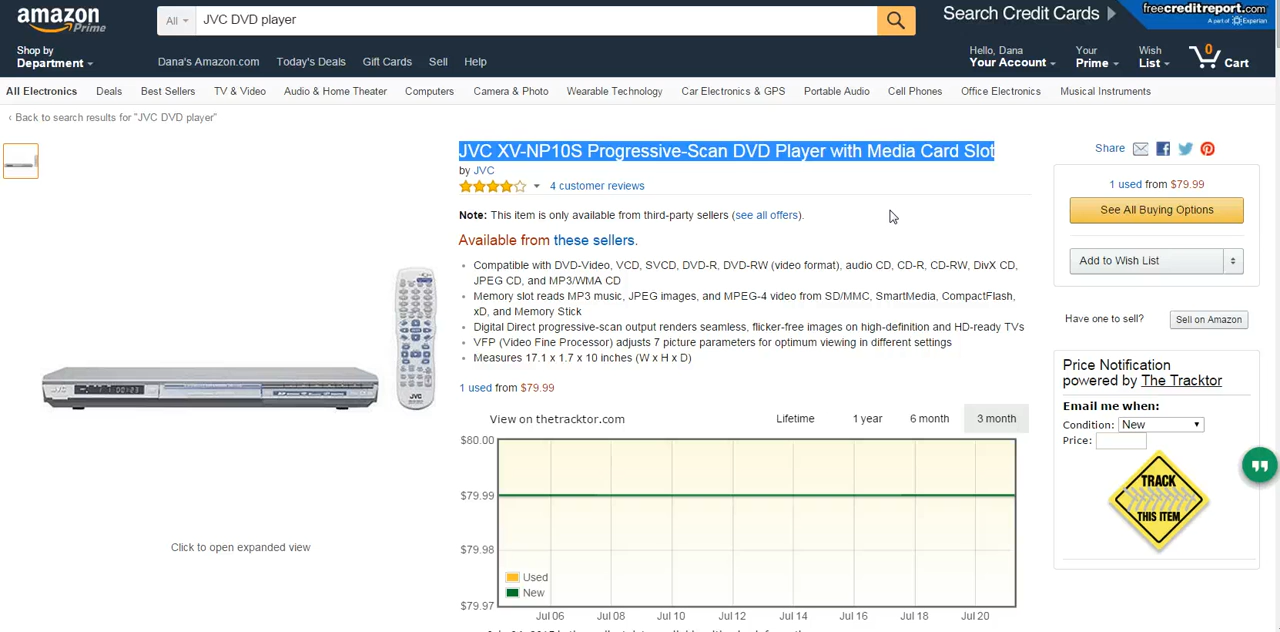 amazon
Prime
All
JVC DVD player
Search Credit Cards
freecreditreport.com
A part of Experian
Shop by
Department
Dana's Amazon.com Today's Deals Gift Cards Sell Help
Hello, Dana
Your Account
Your
Prime
Wish
List
0
Cart
All Electronics Deals Best Sellers TV & Video Audio & Home Theater Computers Camera & Photo Wearable Technology Car Electronics & GPS Portable Audio Cell Phones Office Electronics Musical Instruments
‹ Back to search results for "JVC DVD player"
JVC XV-NP10S Progressive-Scan DVD Player with Media Card Slot
by JVC
4 customer reviews
Note: This item is only available from third-party sellers (see all offers).
Available from these sellers.
• Compatible with DVD-Video, VCD, SVCD, DVD-R, DVD-RW (video format), audio CD, CD-R, CD-RW, DivX CD,
JPEG CD, and MP3/WMA CD
• Memory slot reads MP3 music, JPEG images, and MPEG-4 video from SD/MMC, SmartMedia, CompactFlash,
xD, and Memory Stick
• Digital Direct progressive-scan output renders seamless, flicker-free images on high-definition and HD-ready TVs
• VFP (Video Fine Processor) adjusts 7 picture parameters for optimum viewing in different settings
• Measures 17.1 x 1.7 x 10 inches (W x H x D)
1 used from $79.99
View on thetracktor.com
Lifetime 1 year 6 month 3 month
$80.00
$79.99
$79.98
$79.97
Used
New
Jul 06 Jul 08 Jul 10 Jul 12 Jul 14 Jul 16 Jul 18 Jul 20
JVC
JVC
Click to open expanded view
Share
1 used from $79.99
See All Buying Options
Add to Wish List
Have one to sell?
Sell on Amazon
Price Notification
powered by The Tracktor
Email me when:
Condition: New
Price:
TRACK
THIS ITEM